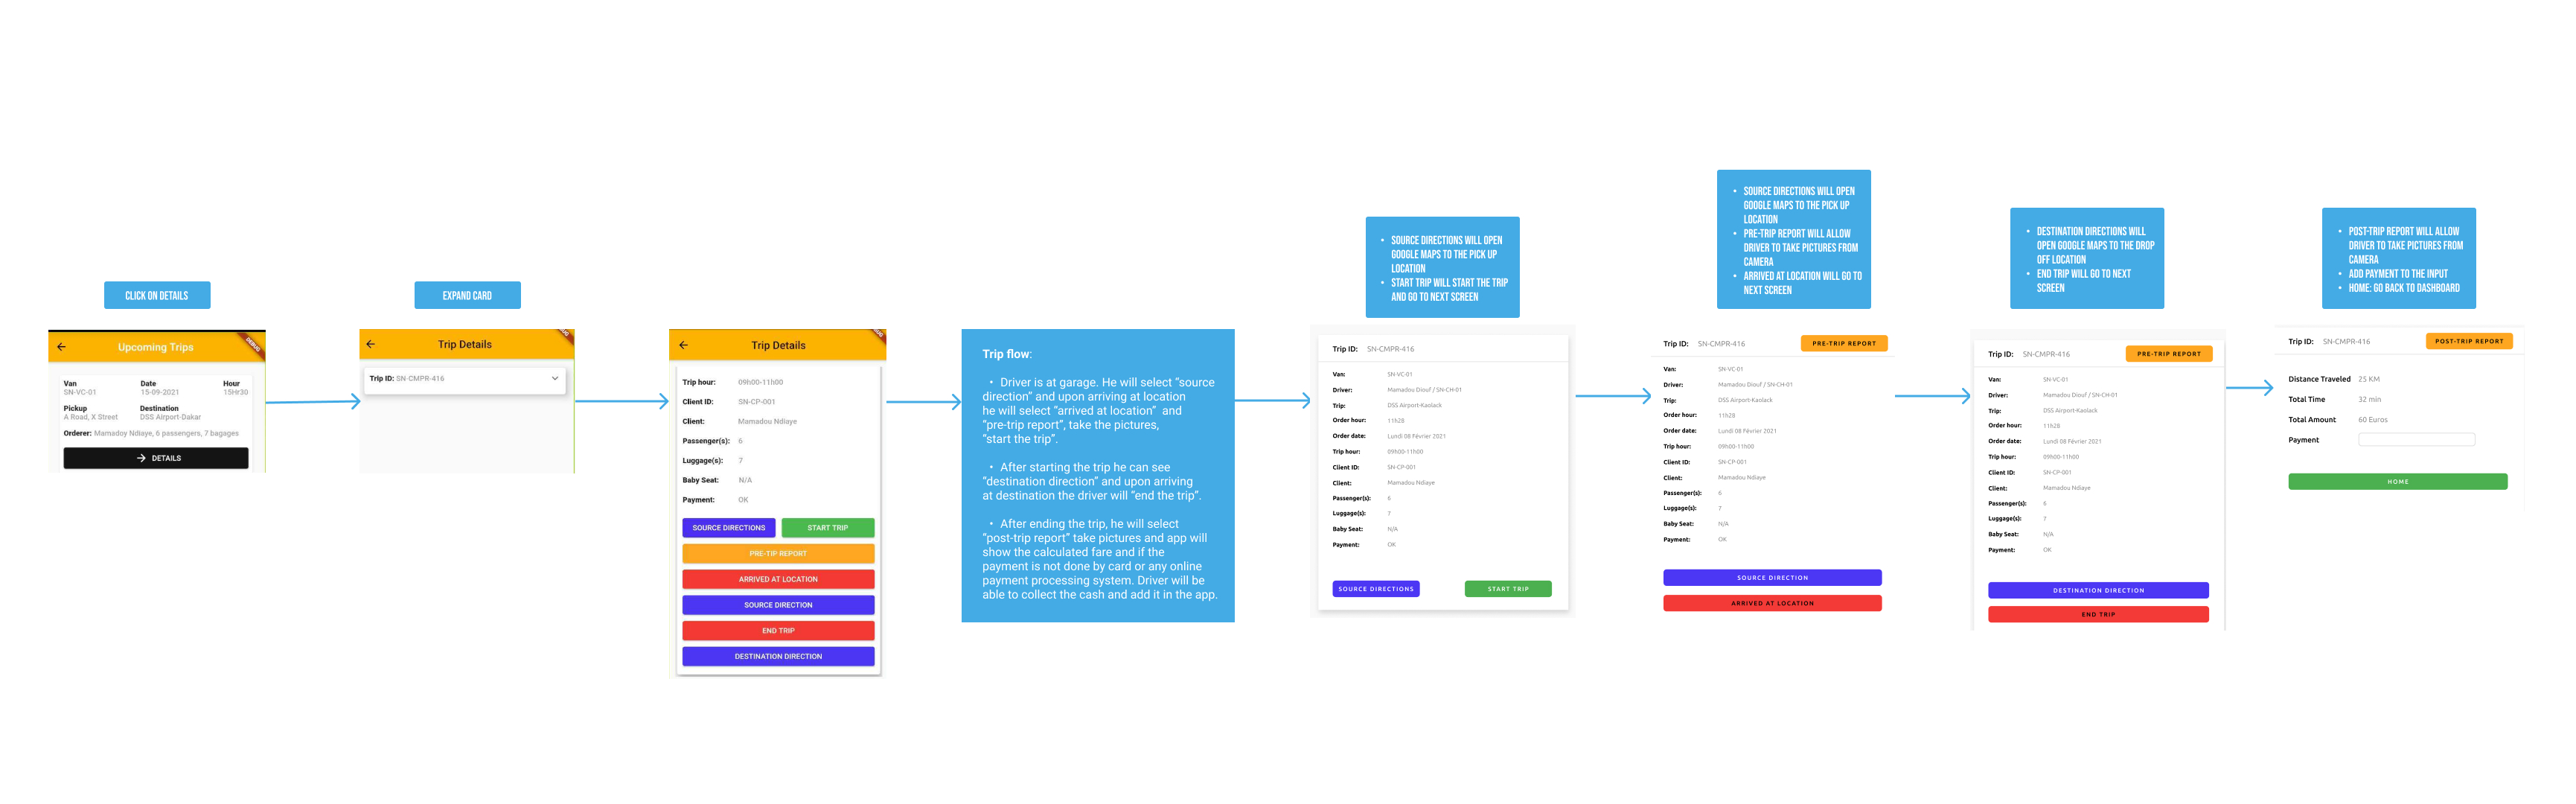 CLICK ON DETAILS
Upcoming Trips
DEBUG
Van
SN-VC-01
Date
15-09-2021
Hour
15Hr30
Pickup
A Road, X Street
Destination
DSS Airport-Dakar
Orderer: Mamadoy Ndiaye, 6 passengers, 7 bagages
DETAILS
EXPAND CARD
Trip Details
Trip ID: SN-CMPR-416
Trip Details
Trip hour: 09h00-11h00
Client ID: SN-CP-001
Client: Mamadou Ndiaye
Passenger(s): 6
Luggage(s): 7
Baby Seat: N/A
Payment: OK
SOURCE DIRECTIONS
START TRIP
PRE-TIP REPORT
ARRIVED AT LOCATION
SOURCE DIRECTION
END TRIP
DESTINATION DIRECTION
Trip flow:
• Driver is at garage. He will select "source
direction" and upon arriving at location
he will select "arrived at location" and
"pre-trip report", take the pictures,
"start the trip".
• After starting the trip he can see
"destination direction" and upon arriving
at destination the driver will "end the trip".
• After ending the trip, he will select
"post-trip report" take pictures and app will
show the calculated fare and if the
payment is not done by card or any online
payment processing system. Driver will be
able to collect the cash and add it in the app.
• SOURCE DIRECTIONS WILL OPEN
GOOGLE MAPS TO THE PICK UP
LOCATION
• START TRIP WILL START THE TRIP
AND GO TO NEXT SCREEN
Trip ID: SN-CMPR-416
Van: SN-VC-01
Driver: Mamadou Diouf / SN-CH-01
Trip: DSS Airport-Kaolack
Order hour: 11h28
Order date: Lundi 08 Février 2021
Trip hour: 09h00-11h00
Client ID: SN-CP-001
Client: Mamadou Ndiaye
Passenger(s): 6
Luggage(s): 7
Baby Seat: N/A
Payment: OK
SOURCE DIRECTIONS
START TRIP
• SOURCE DIRECTIONS WILL OPEN
GOOGLE MAPS TO THE PICK UP
LOCATION
• PRE-TRIP REPORT WILL ALLOW
DRIVER TO TAKE PICTURES FROM
CAMERA
• ARRIVED AT LOCATION WILL GO TO
NEXT SCREEN
Trip ID: SN-CMPR-416
PRE-TRIP REPORT
Van: SN-VC-01
Driver: Mamadou Diouf / SN-CH-01
Trip: DSS Airport-Kaolack
Order hour: 11h28
Order date: Lundi 08 Février 2021
Trip hour: 09h00-11h00
Client ID: SN-CP-001
Client: Mamadou Ndiaye
Passenger(s): 6
Luggage(s): 7
Baby Seat: N/A
Payment: OK
SOURCE DIRECTION
ARRIVED AT LOCATION
• DESTINATION DIRECTIONS WILL
OPEN GOOGLE MAPS TO THE DROP
OFF LOCATION
• END TRIP WILL GO TO NEXT
SCREEN
Trip ID: SN-CMPR-416
PRE-TRIP REPORT
Van: SN-VC-01
Driver: Mamadou Diouf / SN-CH-01
Trip: DSS Airport-Kaolack
Order hour: 11h28
Order date: Lundi 08 Février 2021
Trip hour: 09h00-11h00
Client ID: SN-CP-001
Client: Mamadou Ndiaye
Passenger(s): 6
Luggage(s): 7
Baby Seat: N/A
Payment: OK
DESTINATION DIRECTION
END TRIP
• POST-TRIP REPORT WILL ALLOW
DRIVER TO TAKE PICTURES FROM
CAMERA
• ADD PAYMENT TO THE INPUT
• HOME: GO BACK TO DASHBOARD
Trip ID: SN-CMPR-416
POST-TRIP REPORT
Distance Traveled 25 KM
Total Time 32 min
Total Amount 60 Euros
Payment
HOME